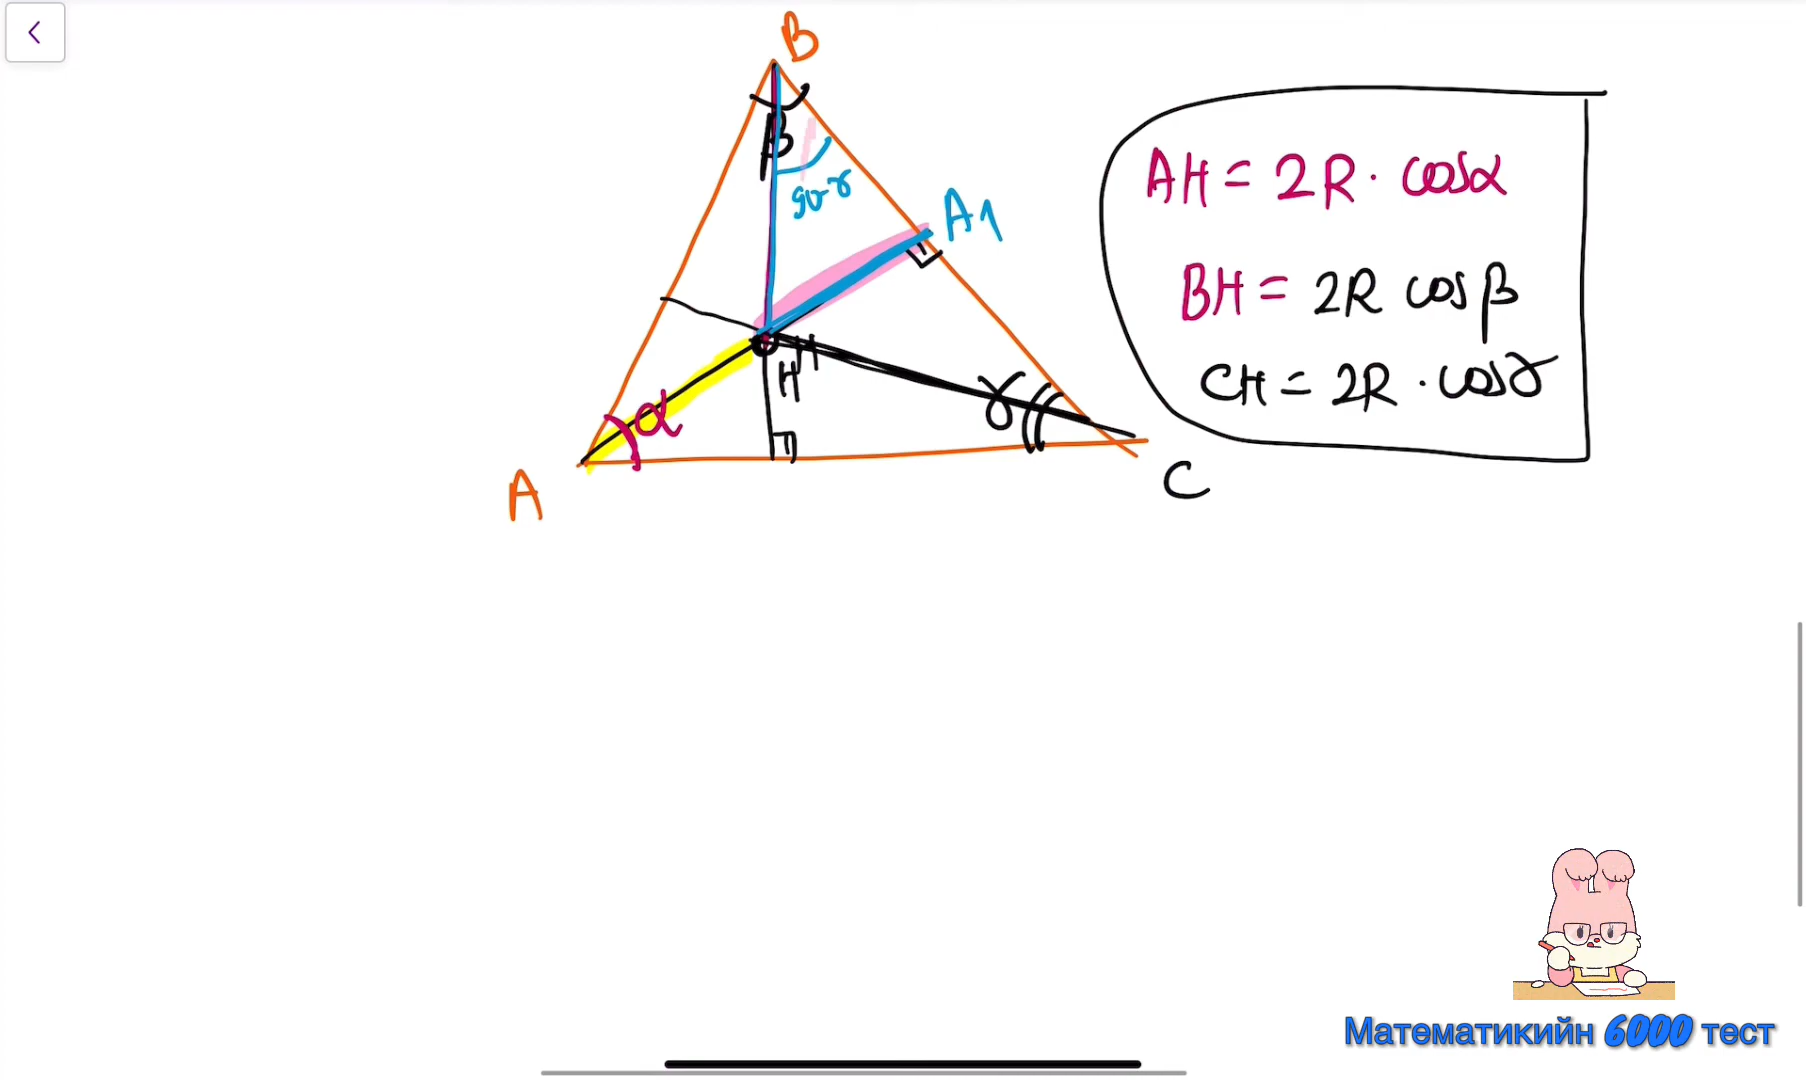 B
β
90-γ
A1
H
α
γ
A
C
AH = 2R · cosα
BH = 2R cosβ
CH = 2R · cosγ
Математикийн 6000 тест